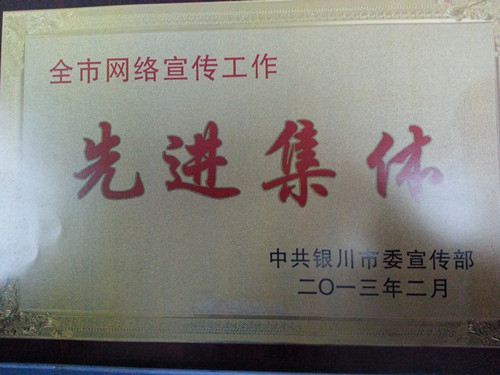 全市网络宣传工作
先进集体
中共银川市委宣传部
二〇一三年二月